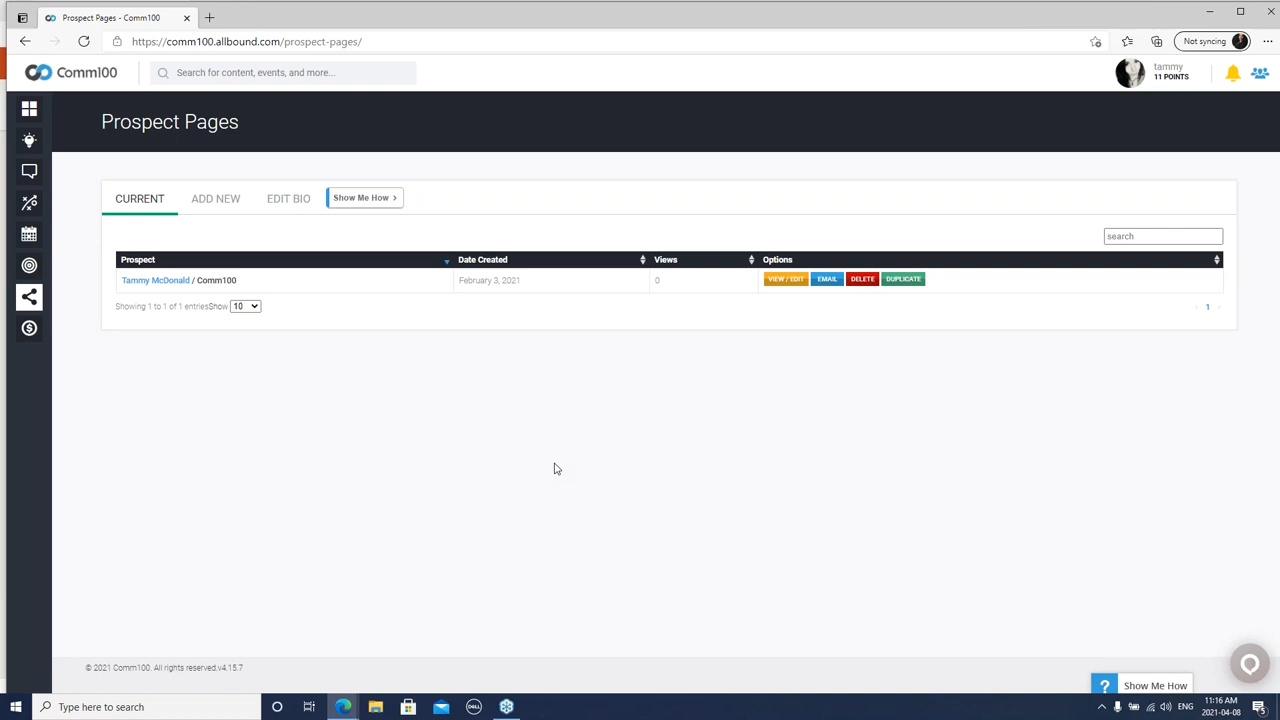 Prospect Pages - Comm100
https://comm100.allbound.com/prospect-pages/
Not syncing
Comm100
Search for content, events, and more...
tammy
11 POINTS
Prospect Pages
CURRENT
ADD NEW
EDIT BIO
Show Me How >
search
Prospect
Date Created
Views
Options
Tammy McDonald / Comm100
February 3, 2021
0
VIEW / EDIT
EMAIL
DELETE
DUPLICATE
Showing 1 to 1 of 1 entriesShow 10
1
© 2021 Comm100. All rights reserved.v4.15.7
? Show Me How
Type here to search
DELL
ENG
11:16 AM
2021-04-08
5